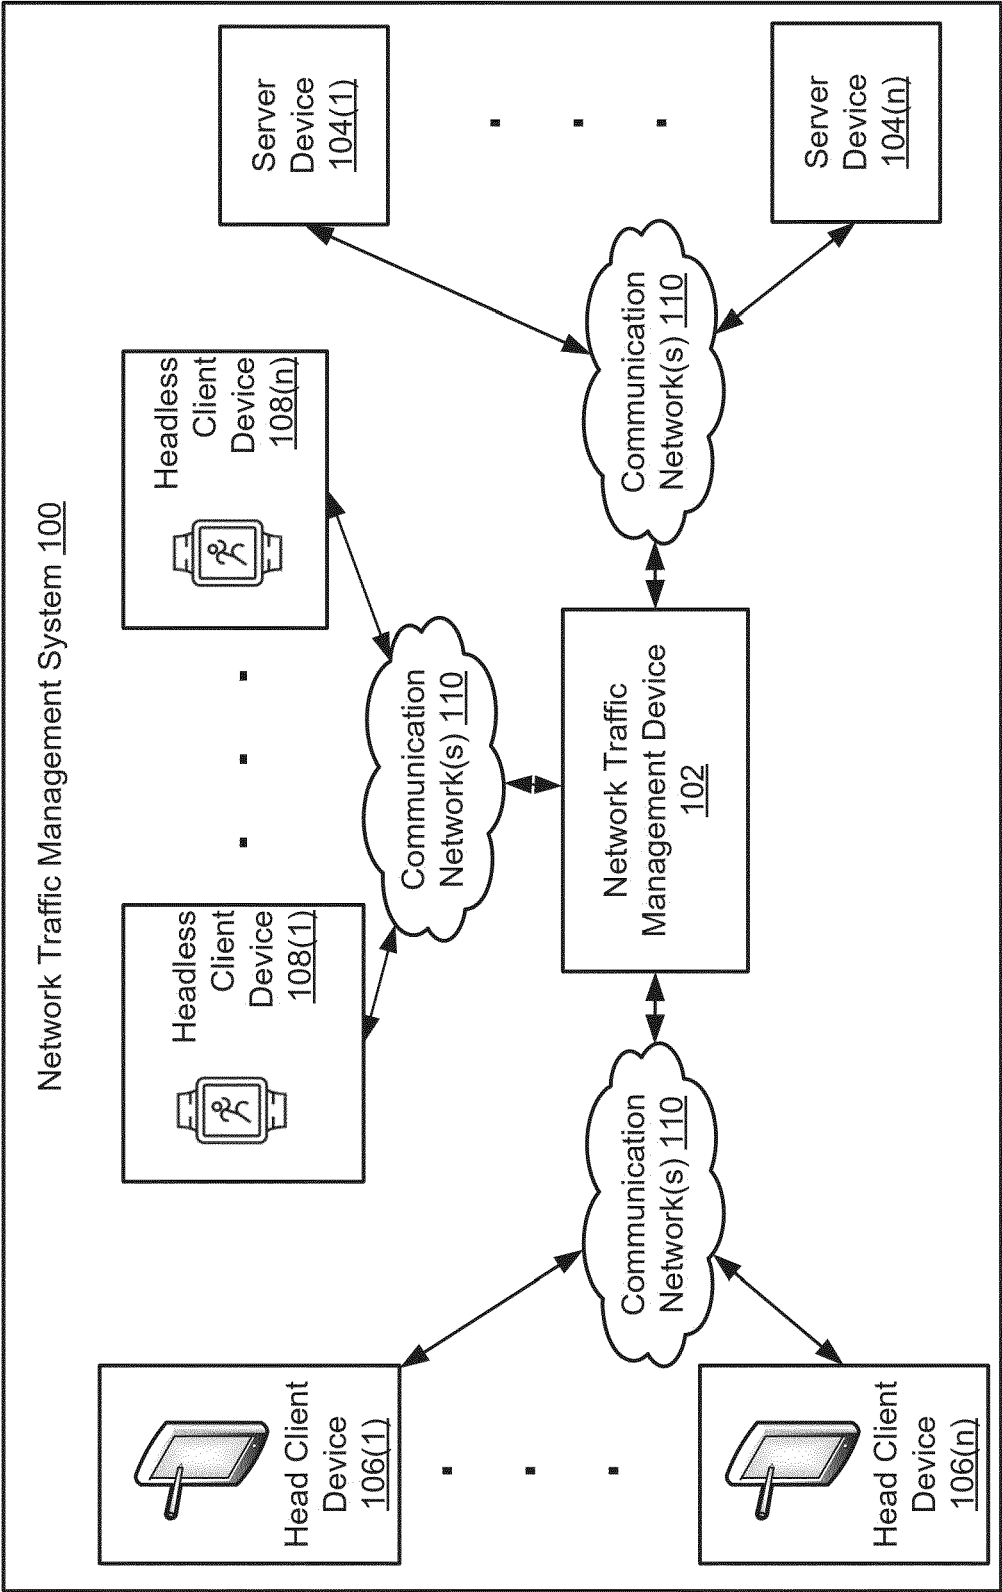 Network Traffic Management System 100
Headless
Client
Device
108(1)
Headless
Client
Device
108(n)
Head Client
Device
106(1)
Server
Device
104(1)
Communication
Network(s) 110
Communication
Network(s) 110
Network Traffic
Management Device
102
Communication
Network(s) 110
Head Client
Device
106(n)
Server
Device
104(n)